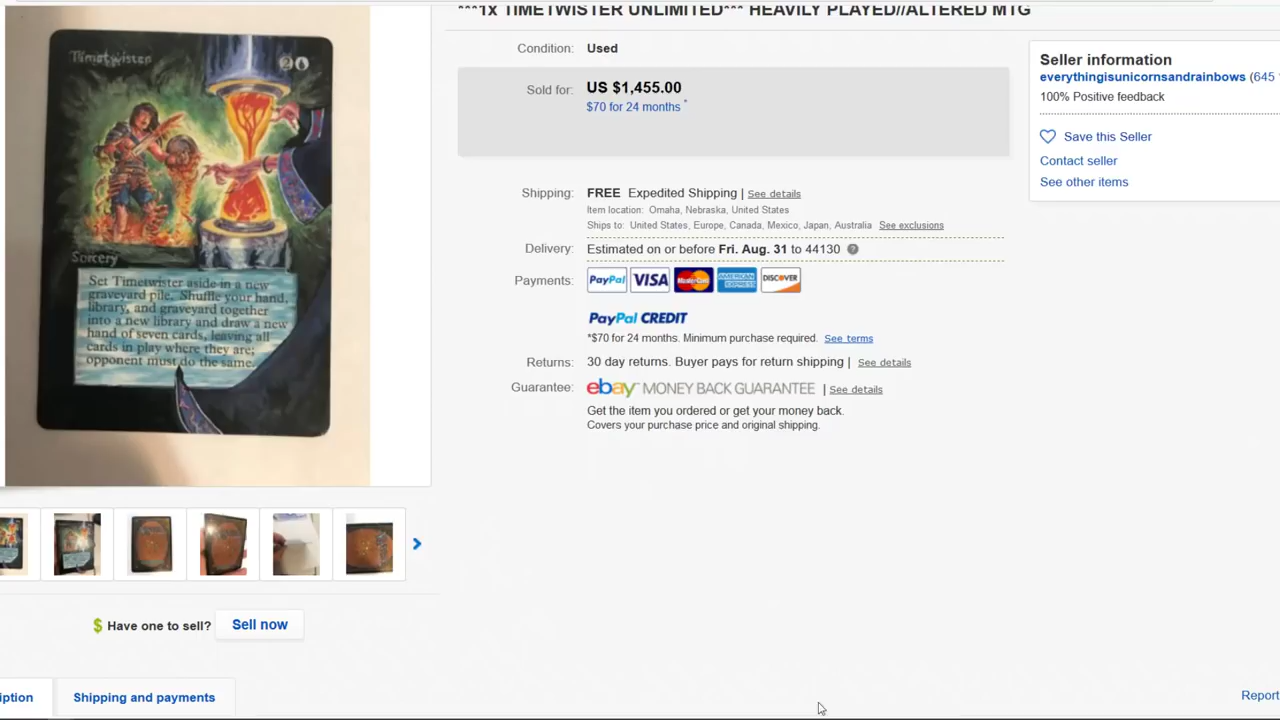 ***1x TIMETWISTER UNLIMITED*** HEAVILY PLAYED//ALTERED MTG
Timetwister
2
Sorcery
Set Timetwister aside in a new
graveyard pile. Shuffle your hand,
library, and graveyard together
into a new library and draw a new
hand of seven cards, leaving all
cards in play where they are;
opponent must do the same.
Condition: Used
Sold for: US $1,455.00
$70 for 24 months *
Shipping: FREE Expedited Shipping | See details
Item location: Omaha, Nebraska, United States
Ships to: United States, Europe, Canada, Mexico, Japan, Australia See exclusions
Delivery: Estimated on or before Fri. Aug. 31 to 44130 ?
Payments: PayPal VISA MasterCard AMERICAN EXPRESS DISCOVER
PayPal CREDIT
*$70 for 24 months. Minimum purchase required. See terms
Returns: 30 day returns. Buyer pays for return shipping | See details
Guarantee: ebay MONEY BACK GUARANTEE | See details
Get the item you ordered or get your money back.
Covers your purchase price and original shipping.
Seller information
everythingisunicornsandrainbows (645
100% Positive feedback
Save this Seller
Contact seller
See other items
$ Have one to sell? Sell now
iption
Shipping and payments
Report